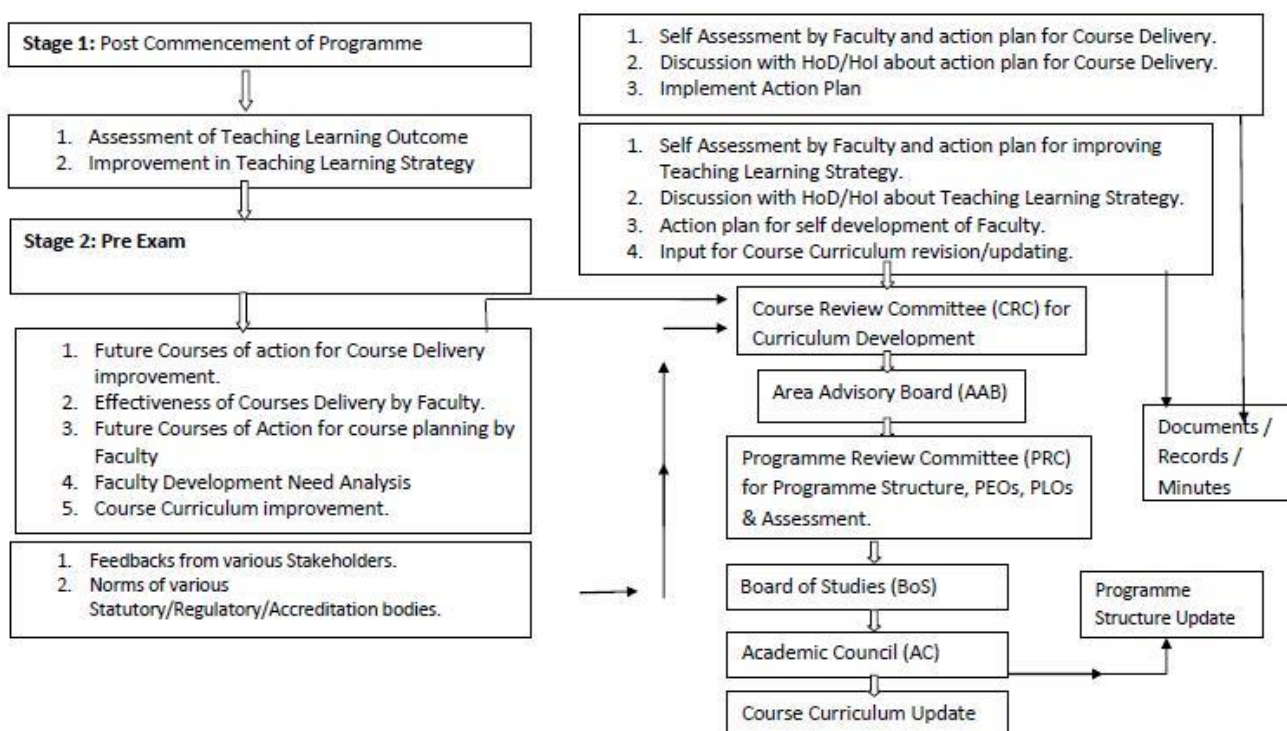 Stage 1: Post Commencement of Programme
1. Assessment of Teaching Learning Outcome
2. Improvement in Teaching Learning Strategy
Stage 2: Pre Exam
1. Future Courses of action for Course Delivery
improvement.
2. Effectiveness of Courses Delivery by Faculty.
3. Future Courses of Action for course planning by
Faculty
4. Faculty Development Need Analysis
5. Course Curriculum improvement.
1. Feedbacks from various Stakeholders.
2. Norms of various
Statutory/Regulatory/Accreditation bodies.
1. Self Assessment by Faculty and action plan for Course Delivery.
2. Discussion with HoD/HoI about action plan for Course Delivery.
3. Implement Action Plan
1. Self Assessment by Faculty and action plan for improving
Teaching Learning Strategy.
2. Discussion with HoD/HoI about Teaching Learning Strategy.
3. Action plan for self development of Faculty.
4. Input for Course Curriculum revision/updating.
Course Review Committee (CRC) for
Curriculum Development
Area Advisory Board (AAB)
Programme Review Committee (PRC)
for Programme Structure, PEOs, PLOs
& Assessment.
Board of Studies (BoS)
Academic Council (AC)
Course Curriculum Update
Documents /
Records /
Minutes
Programme
Structure Update